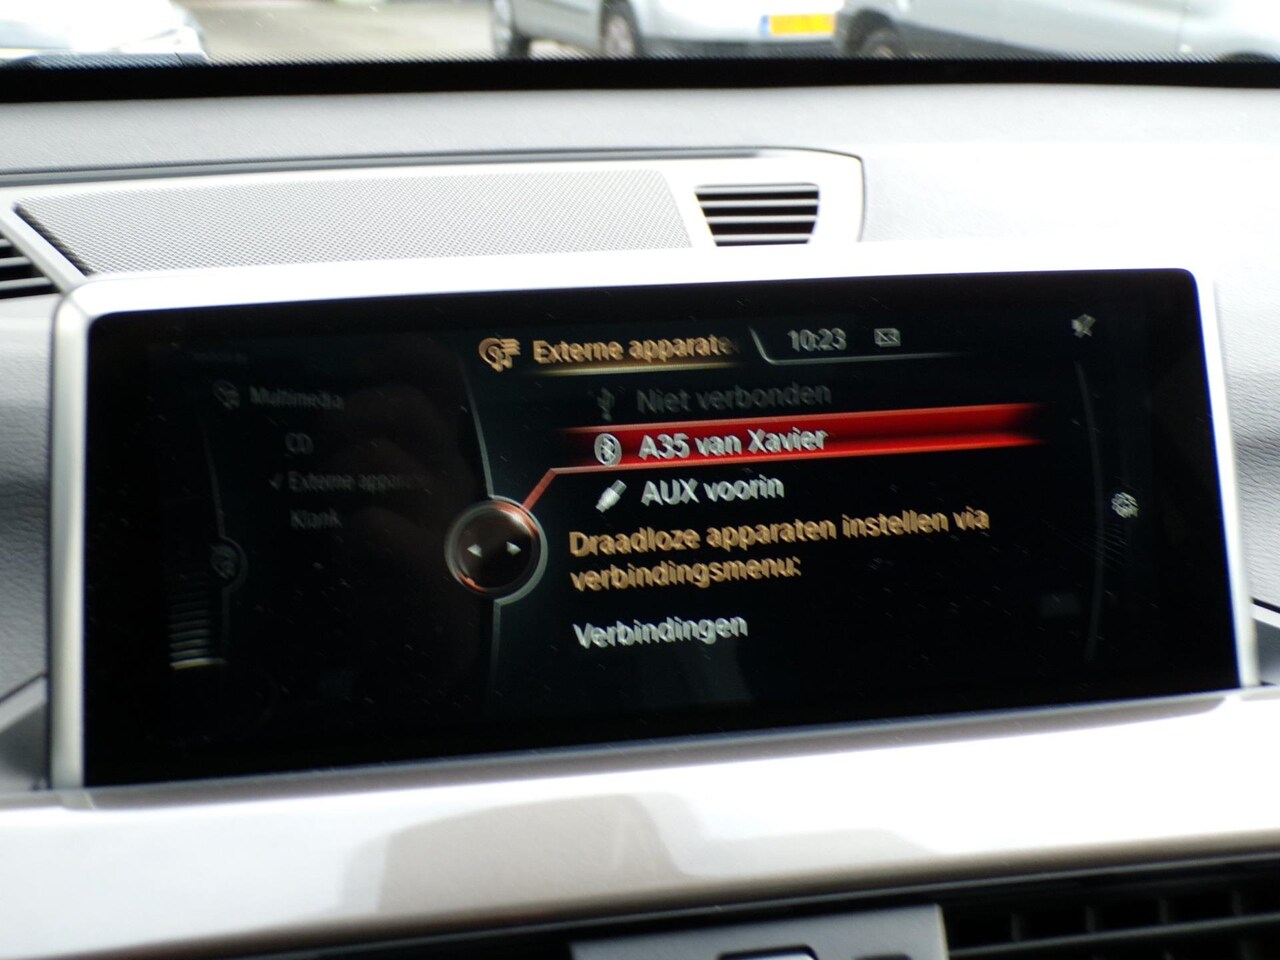 Externe apparate
10:23
Multimedia
CD
Externe appara
Klank
Niet verbonden
A35 van Xavier
AUX voorin
Draadloze apparaten instellen via
verbindingsmenu:
Verbindingen